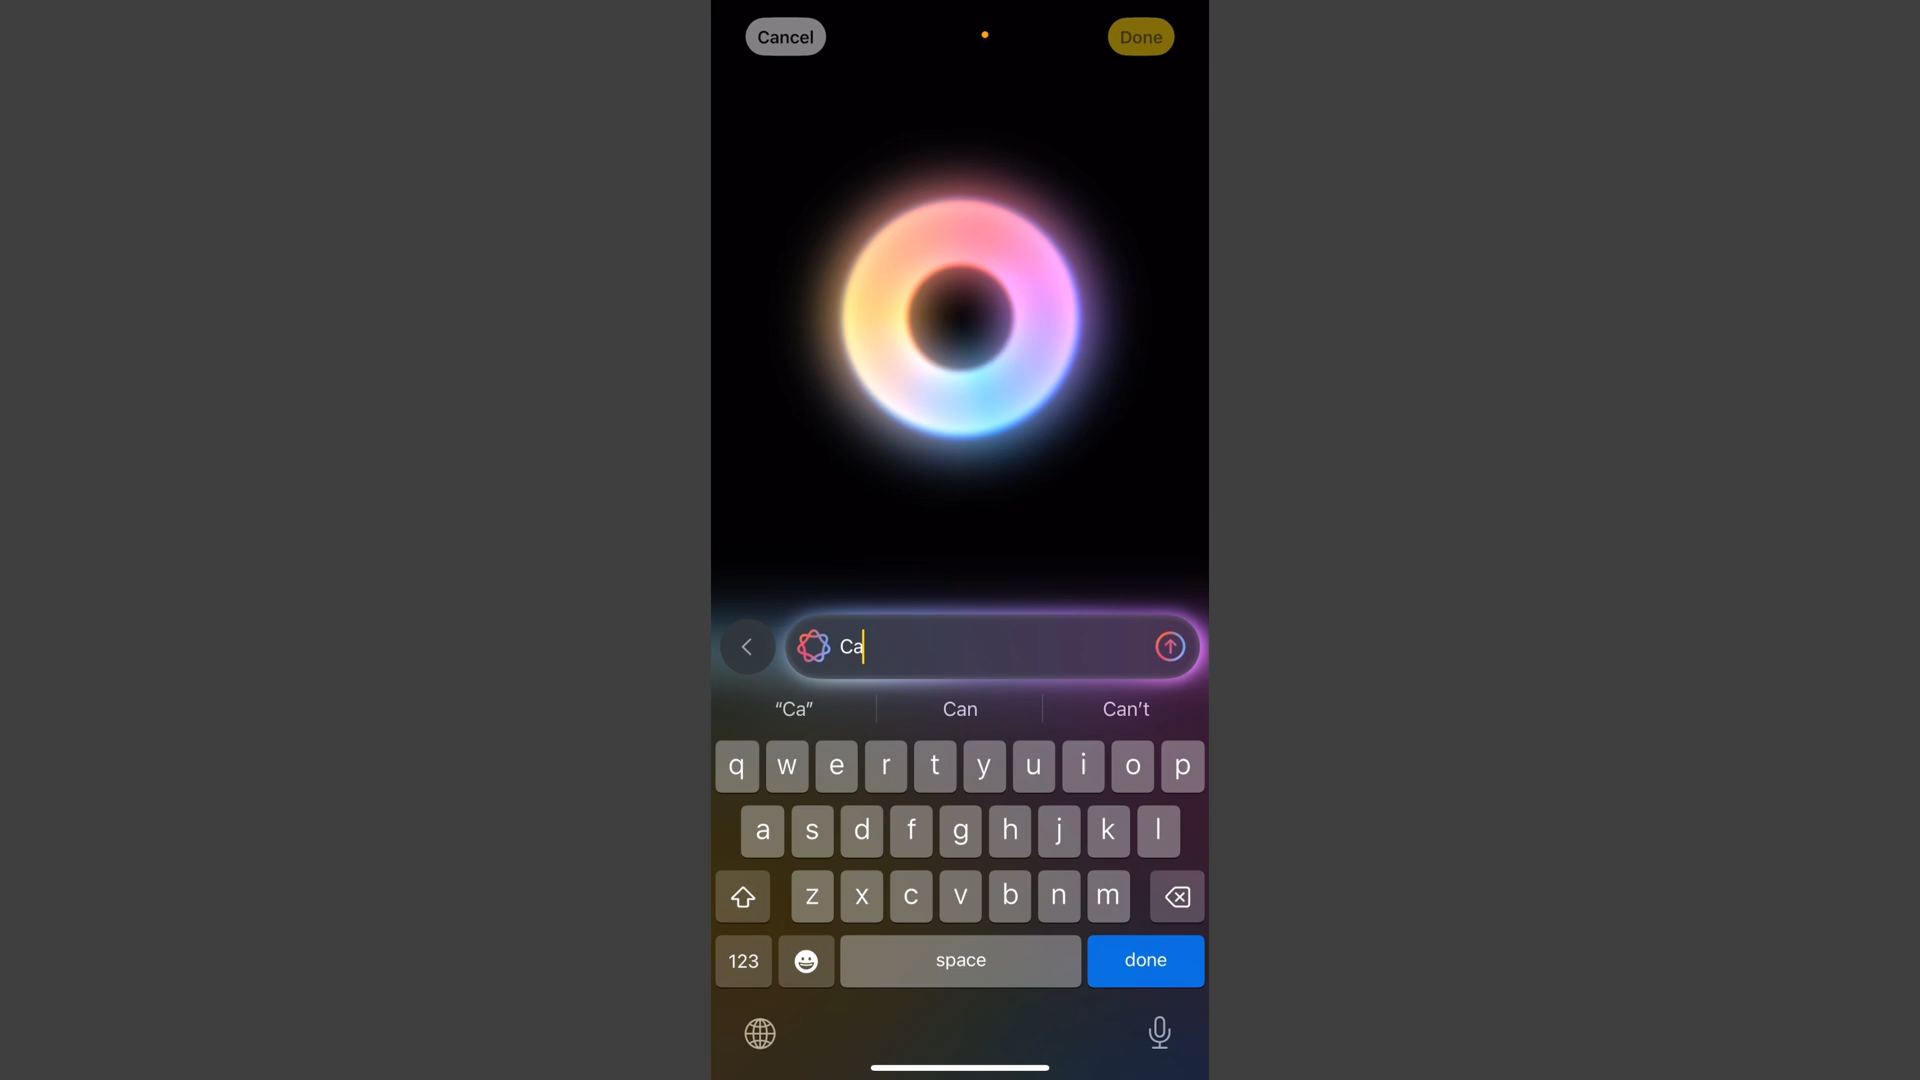 Cancel Done
Ca
“Ca” Can Can’t
q w e r t y u i o p
a s d f g h j k l
z x c v b n m
123 space done